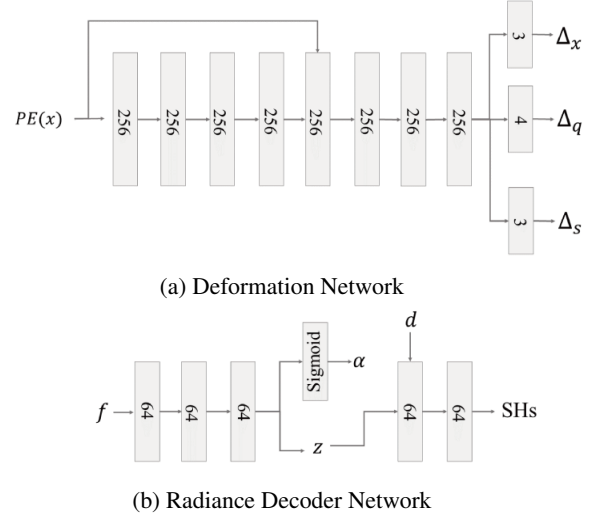 PE(x) 256 256 256 256 256 256 256 256
3 Δx
4 Δq
3 Δs
(a) Deformation Network
f 64 64 64
Sigmoid α
z
d
64 64 SHs
(b) Radiance Decoder Network